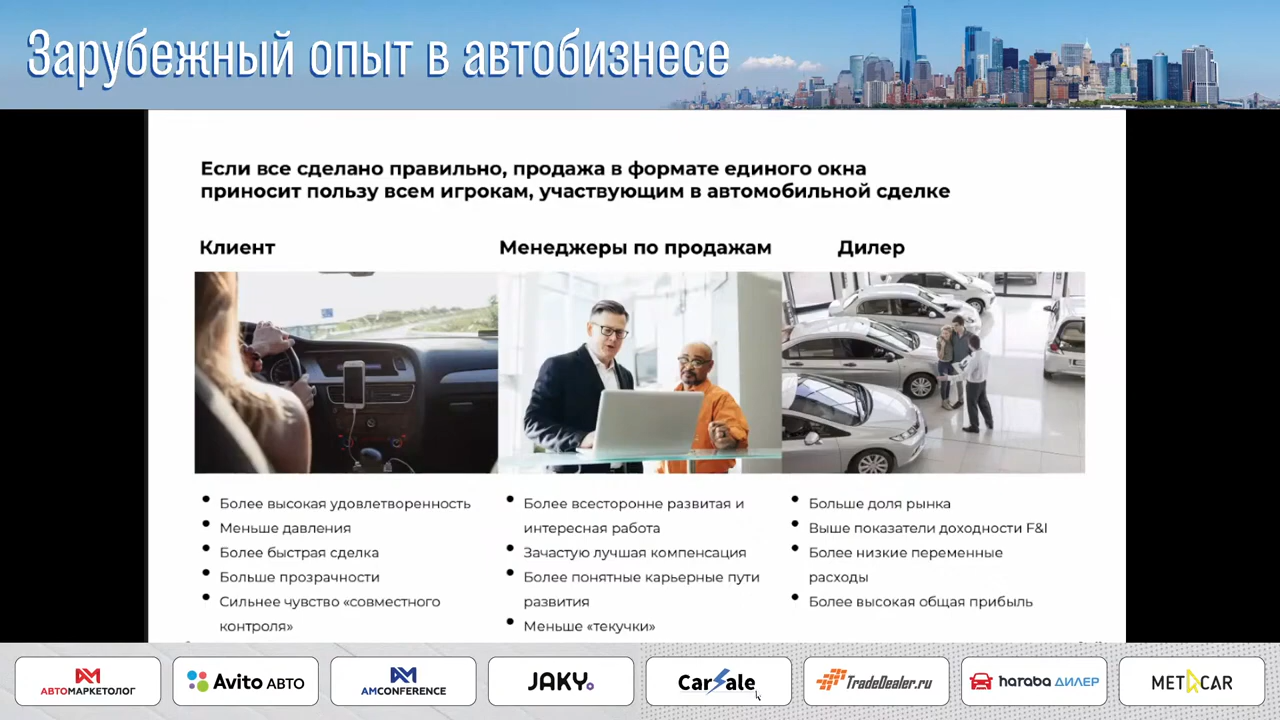 Зарубежный опыт в автобизнесе
Если все сделано правильно, продажа в формате единого окна
приносит пользу всем игрокам, участвующим в автомобильной сделке
Клиент
Менеджеры по продажам
Дилер
Более высокая удовлетворенность
Меньше давления
Более быстрая сделка
Больше прозрачности
Сильнее чувство «совместного
контроля»
Более всесторонне развитая и
интересная работа
Зачастую лучшая компенсация
Более понятные карьерные пути
развития
Меньше «текучки»
Больше доля рынка
Выше показатели доходности F&I
Более низкие переменные
расходы
Более высокая общая прибыль
АВТОМАРКЕТОЛОГ
Avito АВТО
AMCONFERENCE
JAKY
CarSale
TradeDealer.ru
haraba ДИЛЕР
METACAR